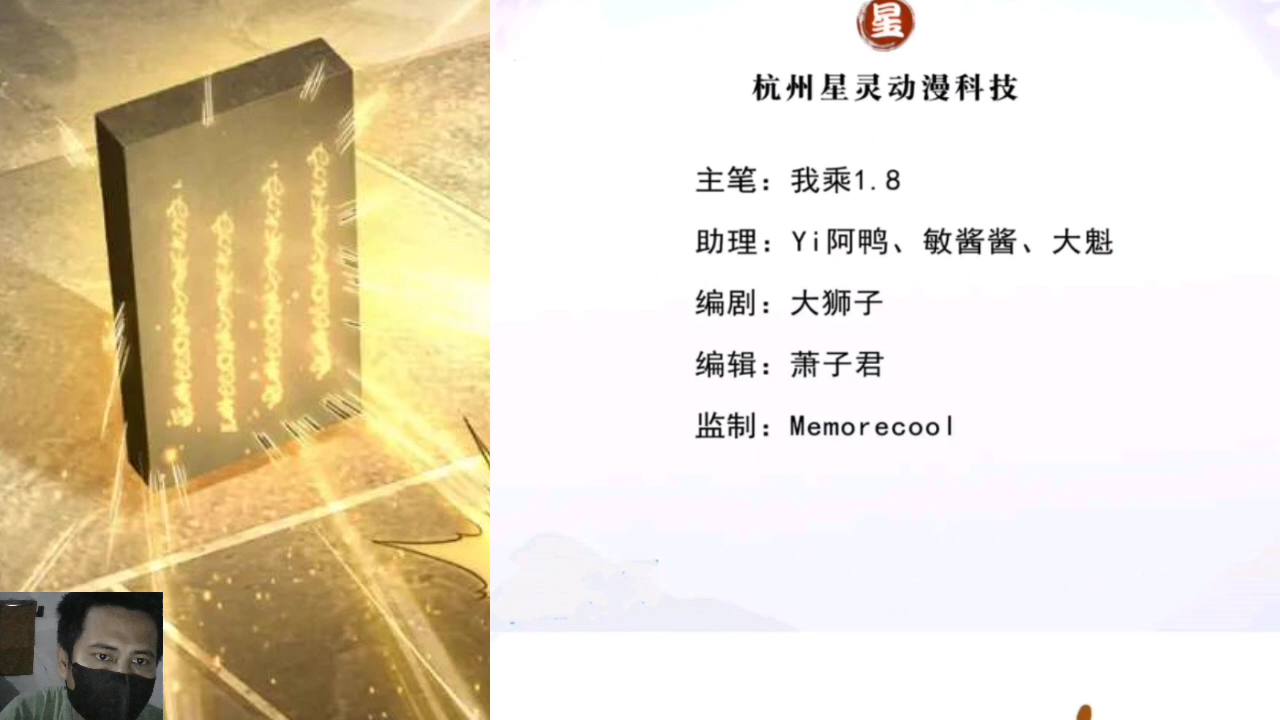 星
杭州星灵动漫科技
主笔：我乘1.8
助理：Yi阿鸭、敏酱酱、大魁
编剧：大狮子
编辑：萧子君
监制：Memorecool